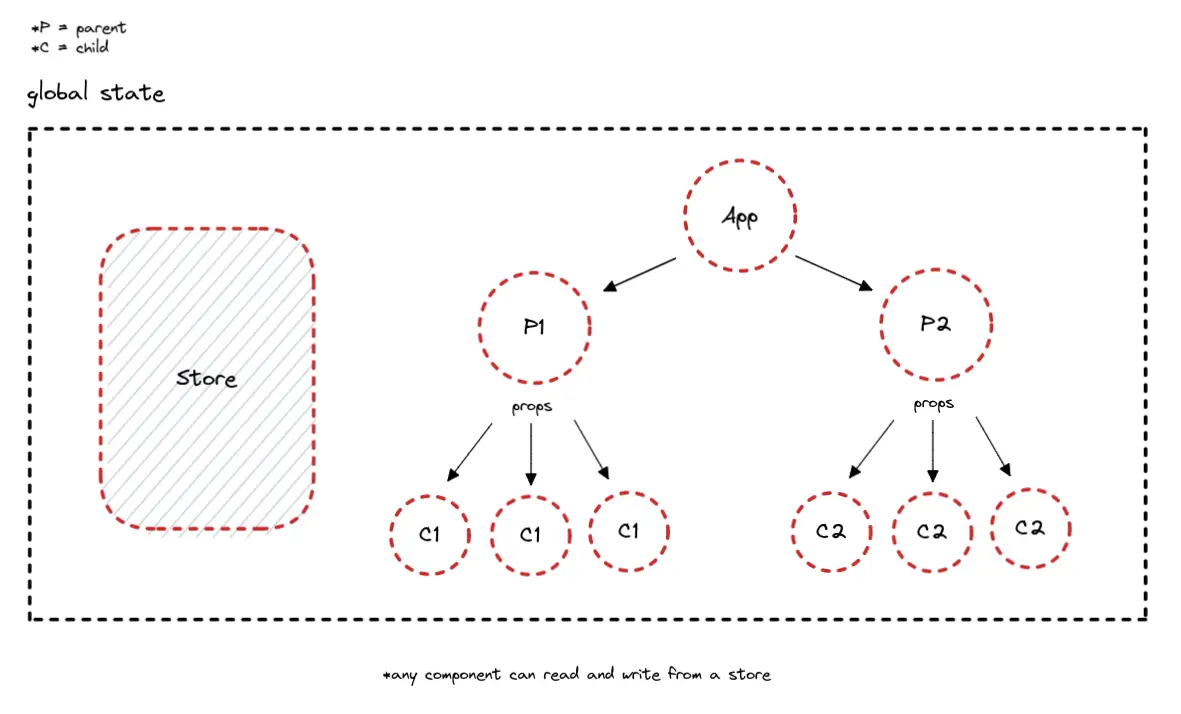 *P = parent
*C = child
global state
App
P1
P2
Store
props
props
C1
C1
C1
C2
C2
C2
*any component can read and write from a store